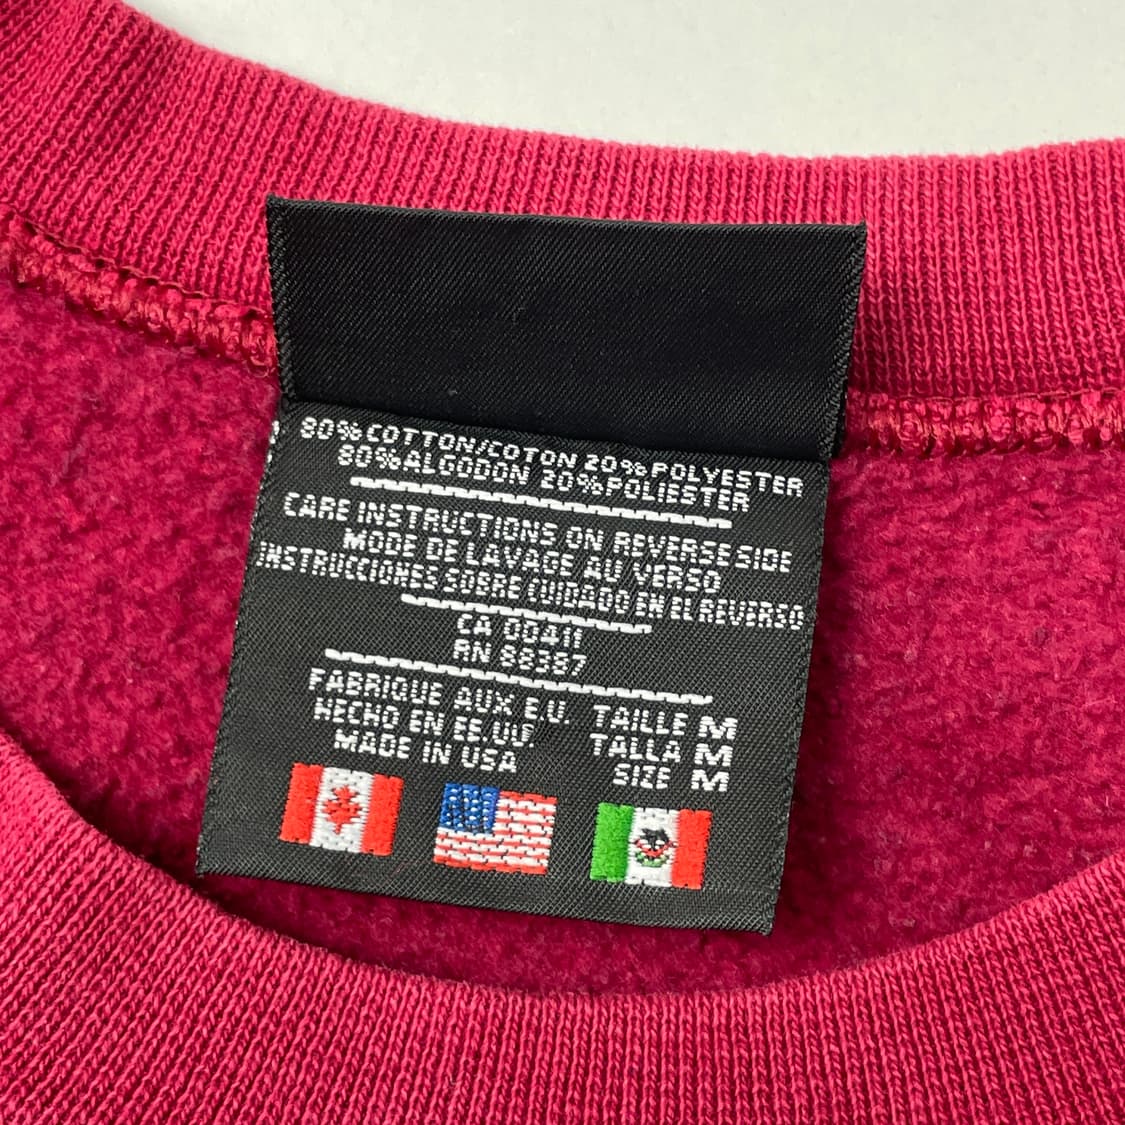 80% COTTON/COTON 20% POLYESTER
80% ALGODON 20% POLIESTER
CARE INSTRUCTIONS ON REVERSE SIDE
MODE DE LAVAGE AU VERSO
INSTRUCCIONES SOBRE CUIDADO EN EL REVERSO
CA 00411
RN 88387
FABRIQUE AUX E.U.
HECHO EN EE.UU.
MADE IN USA
TAILLE M
TALLA M
SIZE M